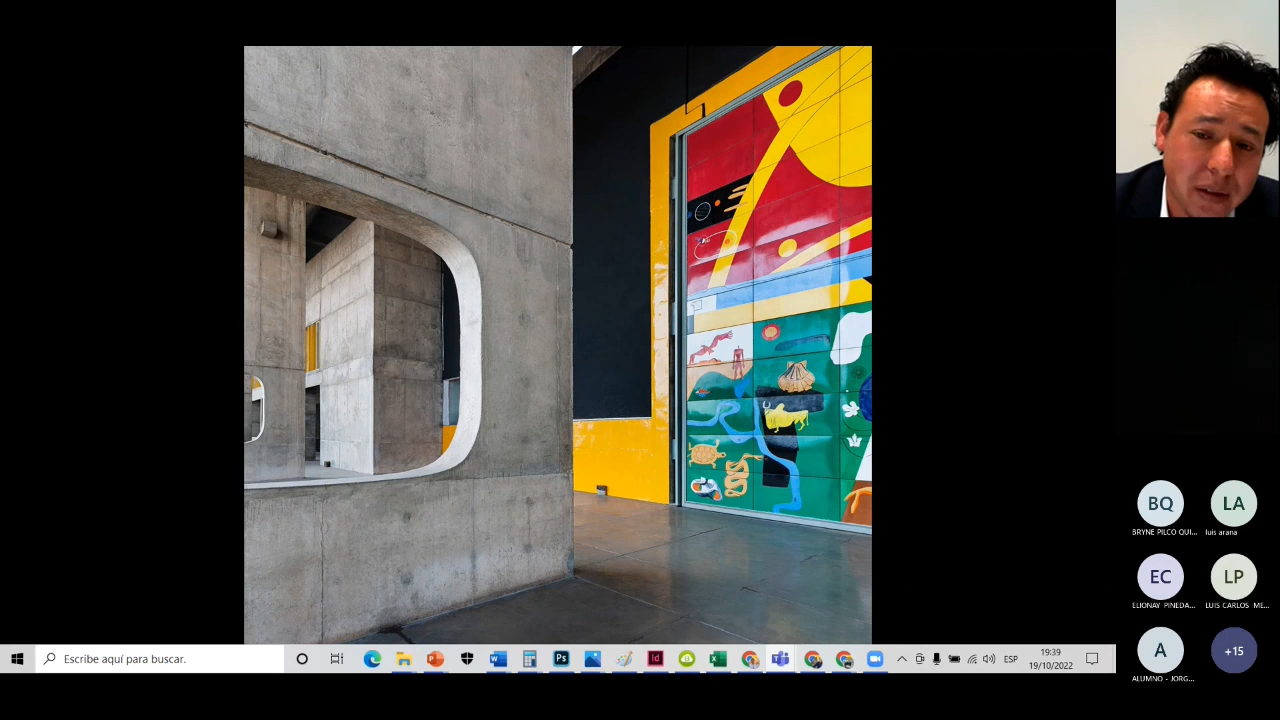 BQ
LA
BRYNE PILCO QUI...
luis arana
EC
LP
ELIONAY PINEDA...
LUIS CARLOS ME...
A
+15
ALUMNO - JORG...
Escribe aquí para buscar.
ESP
19:39
19/10/2022